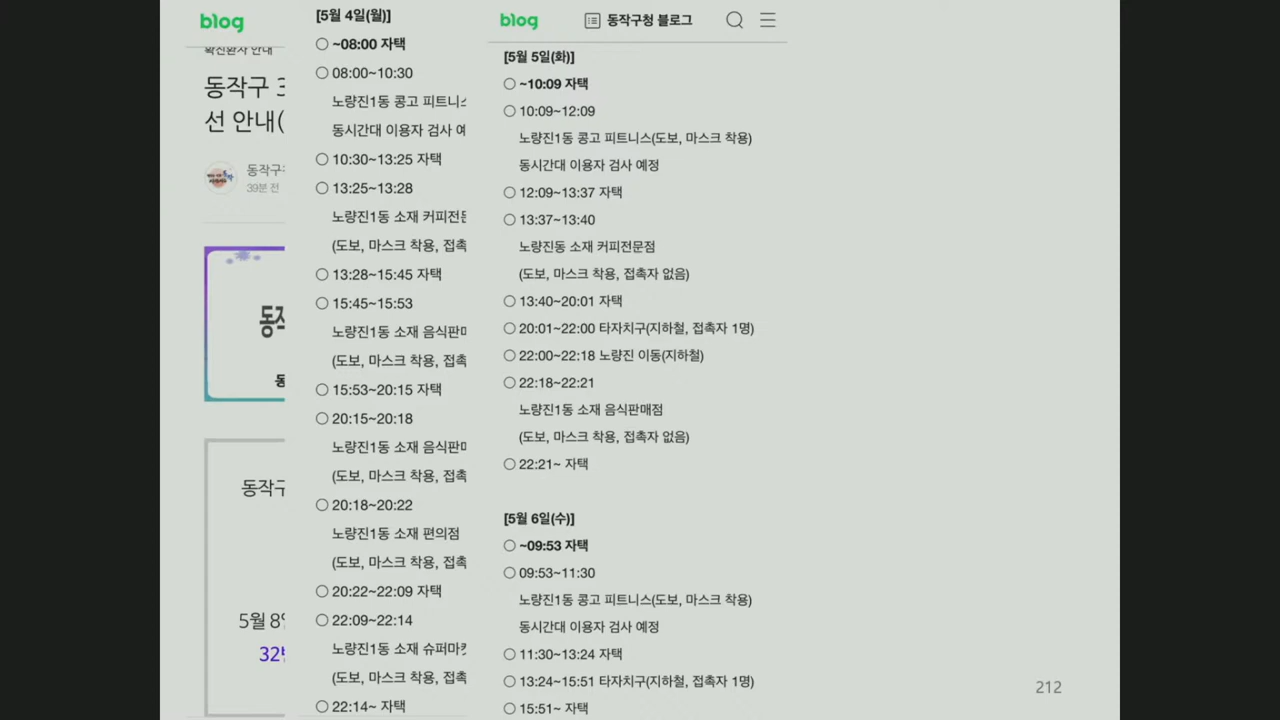 blog
확진환자 안내
동작구 3
선 안내(
동작구
39분 전
동작구
5월 8일
32번
[5월 4일(월)]
○ ~08:00 자택
○ 08:00~10:30
노량진1동 콩고 피트니스
동시간대 이용자 검사 예
○ 10:30~13:25 자택
○ 13:25~13:28
노량진1동 소재 커피전문
(도보, 마스크 착용, 접촉
○ 13:28~15:45 자택
○ 15:45~15:53
노량진1동 소재 음식판매
(도보, 마스크 착용, 접촉
○ 15:53~20:15 자택
○ 20:15~20:18
노량진1동 소재 음식판매
(도보, 마스크 착용, 접촉
○ 20:18~20:22
노량진1동 소재 편의점
(도보, 마스크 착용, 접촉
○ 20:22~22:09 자택
○ 22:09~22:14
노량진1동 소재 슈퍼마켓
(도보, 마스크 착용, 접촉
○ 22:14~ 자택
blog 동작구청 블로그
[5월 5일(화)]
○ ~10:09 자택
○ 10:09~12:09
노량진1동 콩고 피트니스(도보, 마스크 착용)
동시간대 이용자 검사 예정
○ 12:09~13:37 자택
○ 13:37~13:40
노량진동 소재 커피전문점
(도보, 마스크 착용, 접촉자 없음)
○ 13:40~20:01 자택
○ 20:01~22:00 타자치구(지하철, 접촉자 1명)
○ 22:00~22:18 노량진 이동(지하철)
○ 22:18~22:21
노량진1동 소재 음식판매점
(도보, 마스크 착용, 접촉자 없음)
○ 22:21~ 자택
[5월 6일(수)]
○ ~09:53 자택
○ 09:53~11:30
노량진1동 콩고 피트니스(도보, 마스크 착용)
동시간대 이용자 검사 예정
○ 11:30~13:24 자택
○ 13:24~15:51 타자치구(지하철, 접촉자 1명)
○ 15:51~ 자택
212